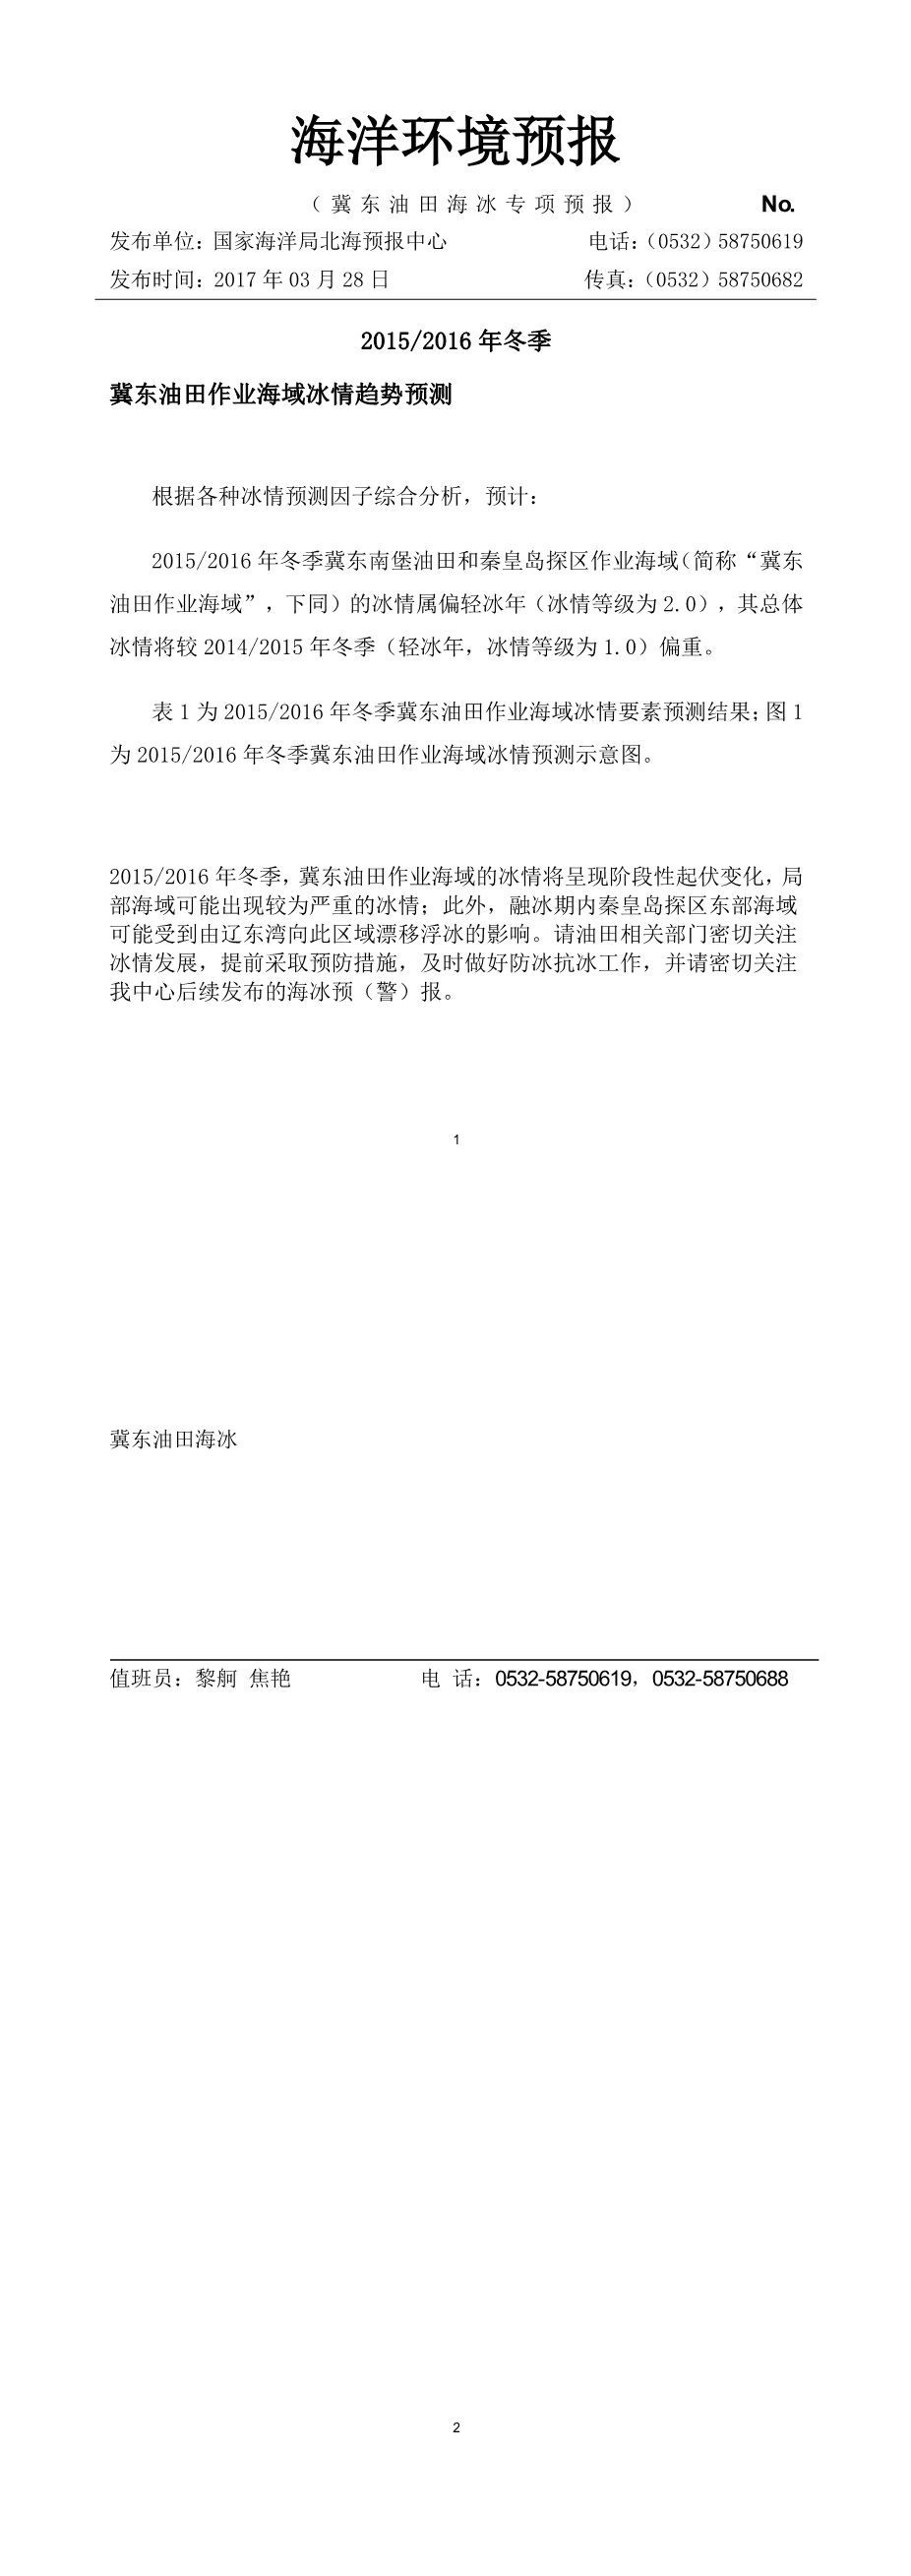 海洋环境预报
（冀东油田海冰专项预报） No.
发布单位：国家海洋局北海预报中心 电话：（0532）58750619
发布时间：2017 年 03 月 28 日 传真：（0532）58750682
2015/2016 年冬季
冀东油田作业海域冰情趋势预测
根据各种冰情预测因子综合分析，预计：
2015/2016 年冬季冀东南堡油田和秦皇岛探区作业海域（简称“冀东
油田作业海域”，下同）的冰情属偏轻冰年（冰情等级为 2.0），其总体
冰情将较 2014/2015 年冬季（轻冰年，冰情等级为 1.0）偏重。
表 1 为 2015/2016 年冬季冀东油田作业海域冰情要素预测结果；图 1
为 2015/2016 年冬季冀东油田作业海域冰情预测示意图。
2015/2016 年冬季，冀东油田作业海域的冰情将呈现阶段性起伏变化，局
部海域可能出现较为严重的冰情；此外，融冰期内秦皇岛探区东部海域
可能受到由辽东湾向此区域漂移浮冰的影响。请油田相关部门密切关注
冰情发展，提前采取预防措施，及时做好防冰抗冰工作，并请密切关注
我中心后续发布的海冰预（警）报。
1
冀东油田海冰
值班员：黎舸 焦艳 电 话：0532-58750619，0532-58750688
2